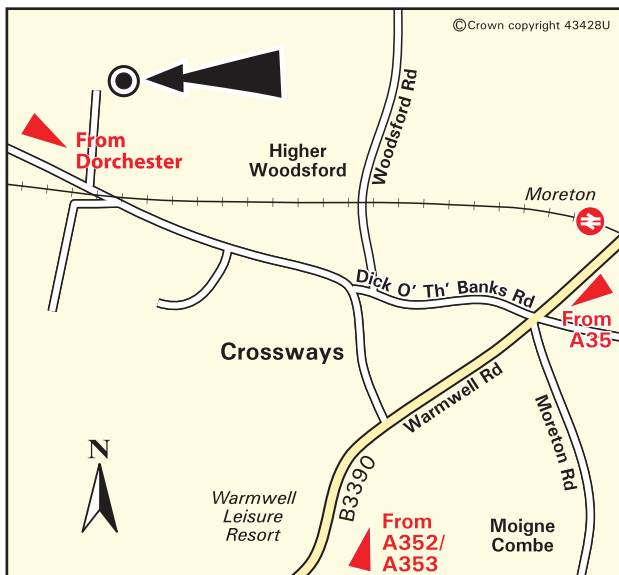 ©Crown copyright 43428U
Woodsford Rd
From
Dorchester
Higher
Woodsford
Moreton
Dick O' Th' Banks Rd
From
A35
Crossways
Warmwell Rd
Moreton Rd
N
B3390
Warmwell
Leisure
Resort
From
A352/
A353
Moigne
Combe